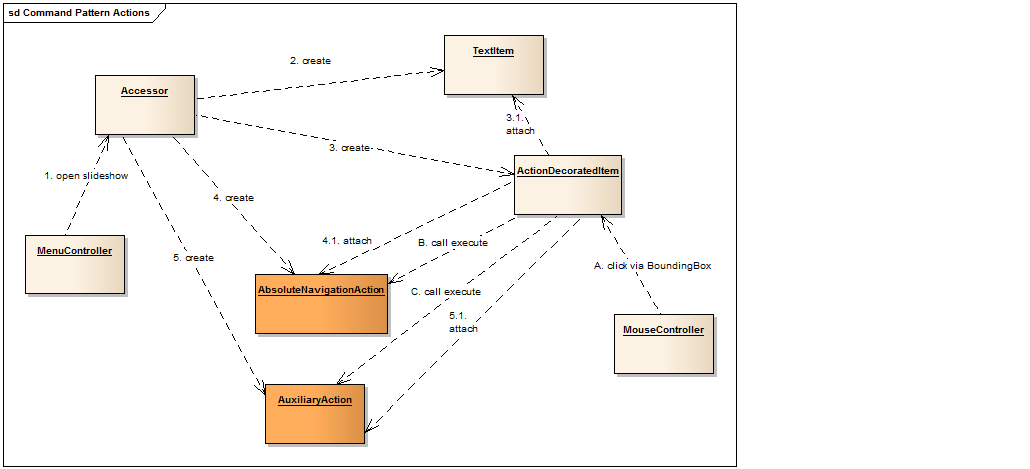 sd Command Pattern Actions
TextItem
2. create
Accessor
3.1.
attach
3. create
ActionDecoratedItem
1. open slideshow
4. create
4.1. attach
B. call execute
MenuController
5. create
A. click via BoundingBox
AbsoluteNavigationAction
C. call execute
5.1.
attach
MouseController
AuxiliaryAction